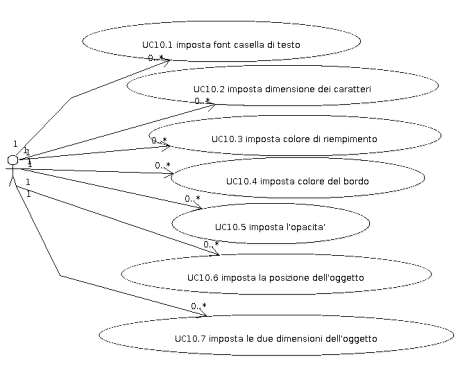 UC10.1 imposta font casella di testo
0..*
UC10.2 imposta dimensione dei caratteri
0..*
UC10.3 imposta colore di riempimento
0..*
1
1
1
1
UC10.4 imposta colore del bordo
0..*
1
1
UC10.5 imposta l'opacita'
0..*
UC10.6 imposta la posizione dell'oggetto
0..*
UC10.7 imposta le due dimensioni dell'oggetto
0..*